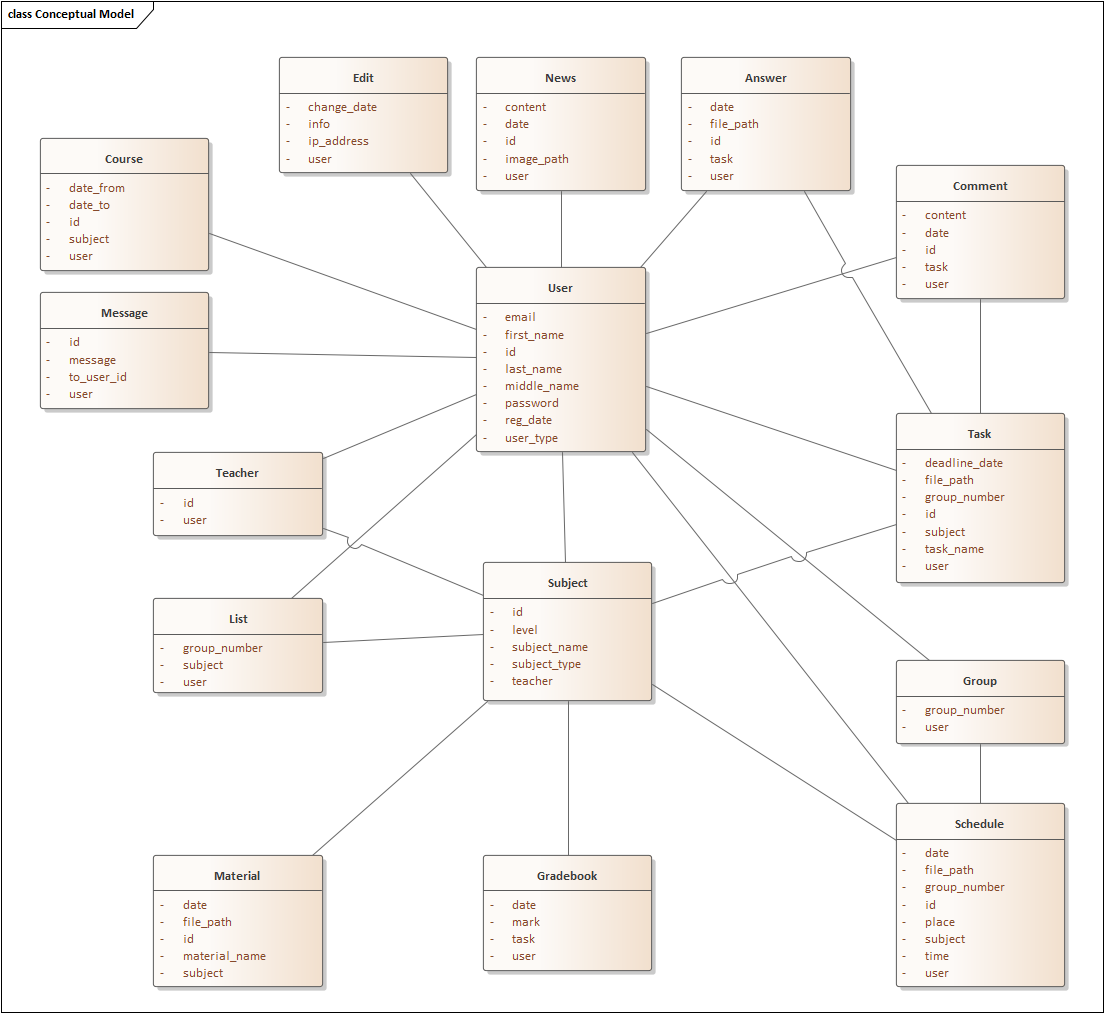 class Conceptual Model
Edit
- change_date
- info
- ip_address
- user
News
- content
- date
- id
- image_path
- user
Answer
- date
- file_path
- id
- task
- user
Course
- date_from
- date_to
- id
- subject
- user
Comment
- content
- date
- id
- task
- user
User
- email
- first_name
- id
- last_name
- middle_name
- password
- reg_date
- user_type
Message
- id
- message
- to_user_id
- user
Task
- deadline_date
- file_path
- group_number
- id
- subject
- task_name
- user
Teacher
- id
- user
Subject
- id
- level
- subject_name
- subject_type
- teacher
List
- group_number
- subject
- user
Group
- group_number
- user
Schedule
- date
- file_path
- group_number
- id
- place
- subject
- time
- user
Material
- date
- file_path
- id
- material_name
- subject
Gradebook
- date
- mark
- task
- user